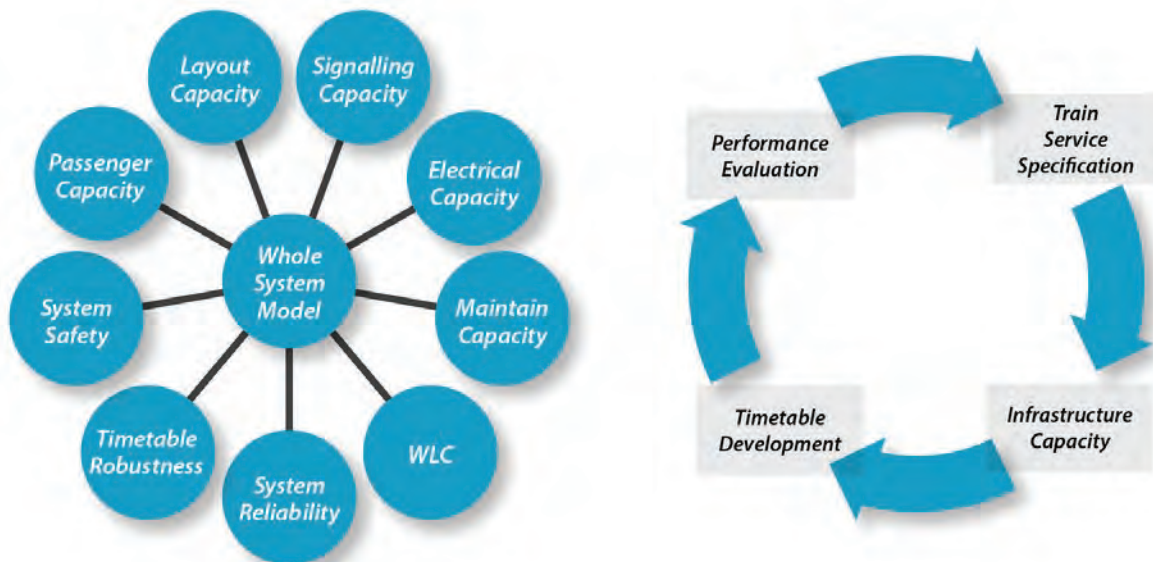 Layout
Capacity
Signalling
Capacity
Passenger
Capacity
Electrical
Capacity
Whole
System
Model
System
Safety
Maintain
Capacity
Timetable
Robustness
System
Reliability
WLC
Performance
Evaluation
Train
Service
Specification
Timetable
Development
Infrastructure
Capacity